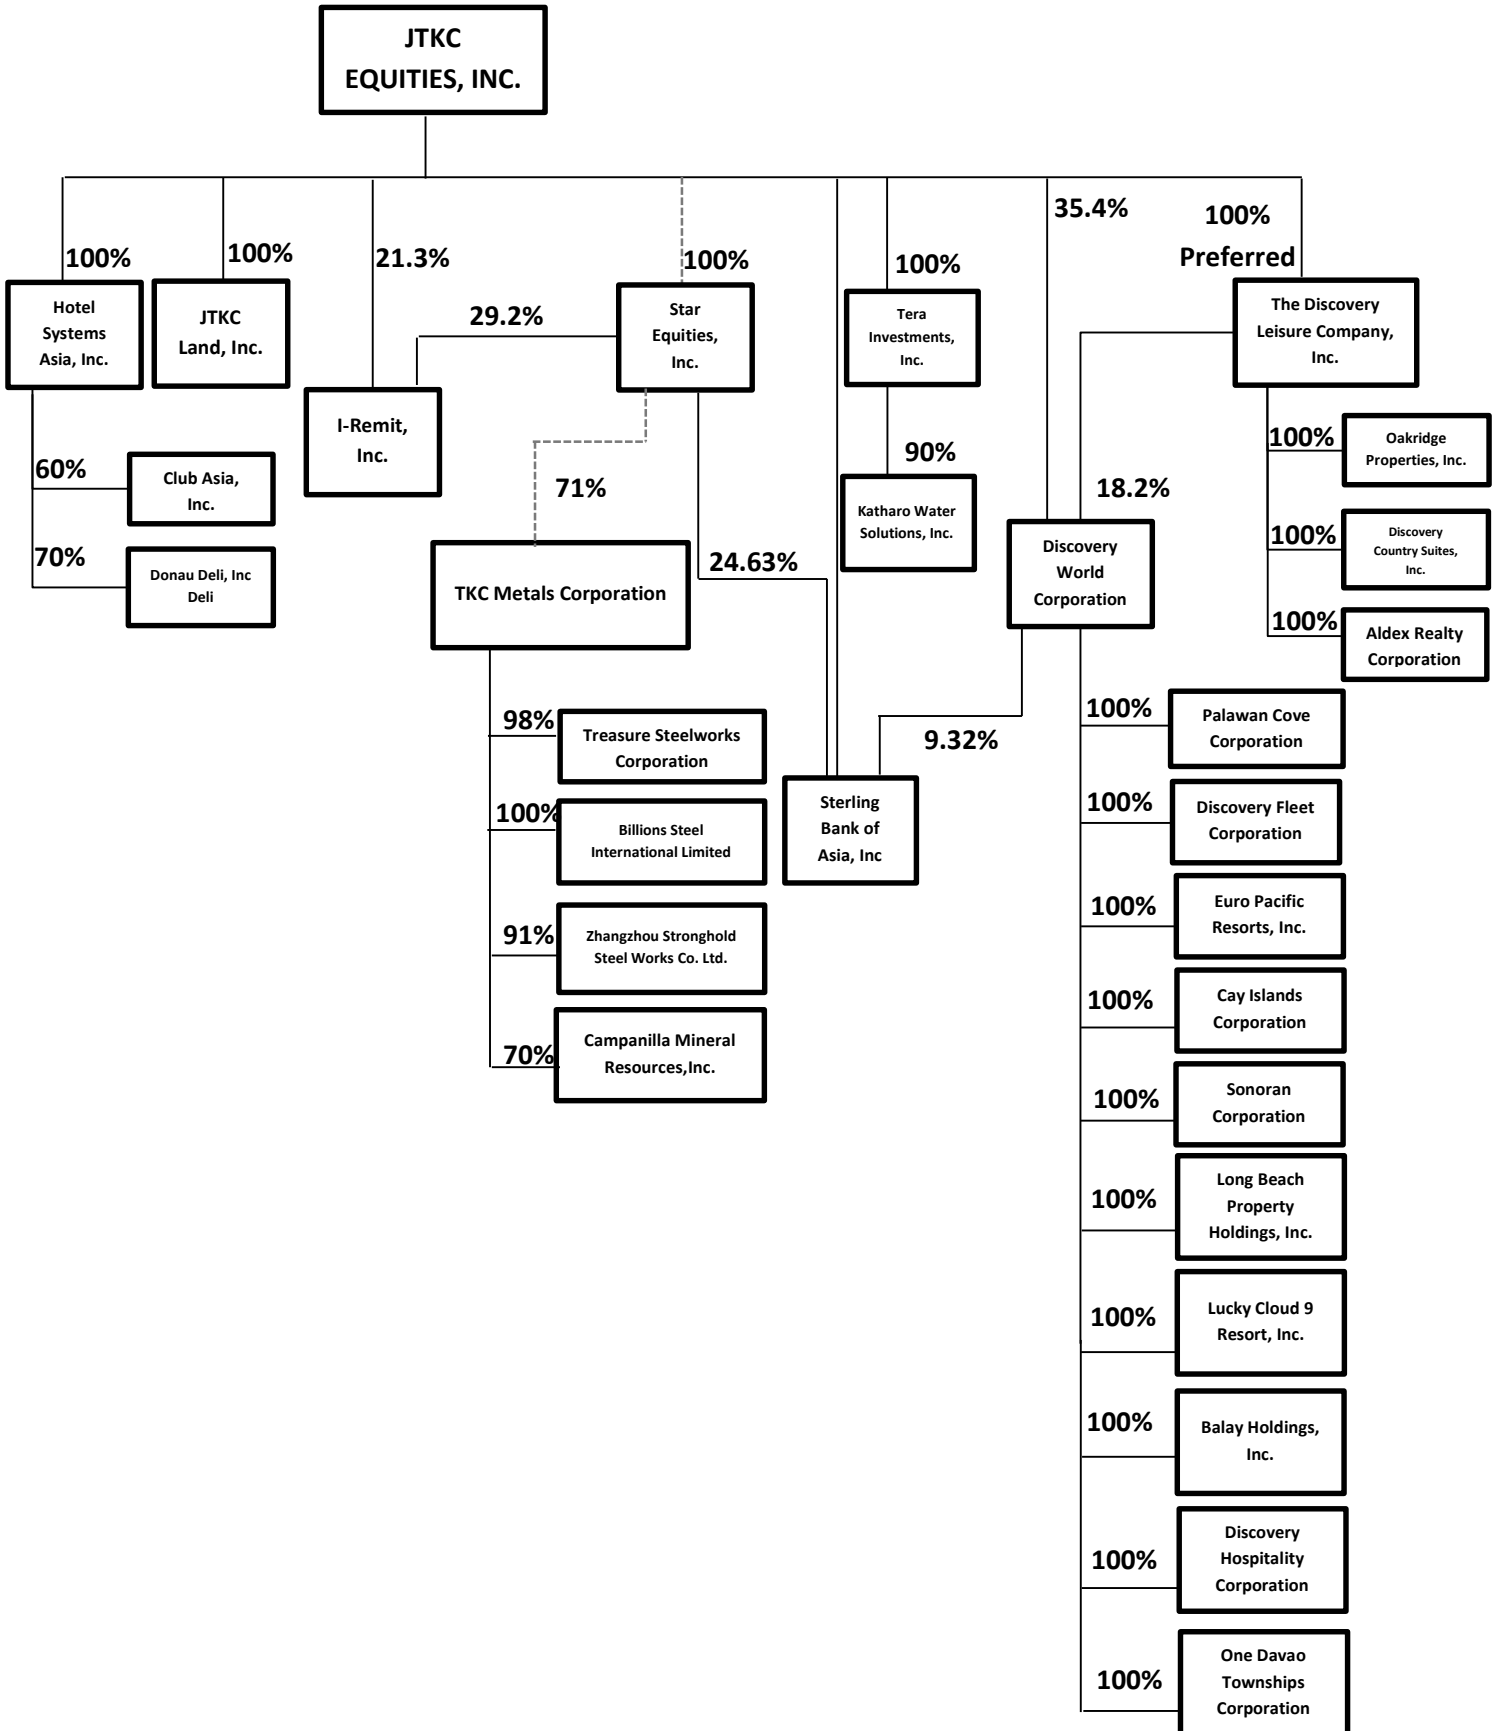 JTKC
EQUITIES, INC.
35.4%
100%
Preferred
100%
100%
21.3%
100%
100%
Hotel
Systems
Asia, Inc.
JTKC
Land, Inc.
29.2%
Star
Equities,
Inc.
Tera
Investments,
Inc.
The Discovery
Leisure Company,
Inc.
I-Remit,
Inc.
60%
Club Asia,
Inc.
70%
Donau Deli, Inc
Deli
71%
90%
Katharo Water
Solutions, Inc.
18.2%
100%
Oakridge
Properties, Inc.
100%
Discovery
Country Suites,
Inc.
100%
Aldex Realty
Corporation
TKC Metals Corporation
24.63%
Discovery
World
Corporation
98%
Treasure Steelworks
Corporation
100%
Billions Steel
International Limited
91%
Zhangzhou Stronghold
Steel Works Co. Ltd.
70%
Campanilla Mineral
Resources,Inc.
9.32%
Sterling
Bank of
Asia, Inc
100%
Palawan Cove
Corporation
100%
Discovery Fleet
Corporation
100%
Euro Pacific
Resorts, Inc.
100%
Cay Islands
Corporation
100%
Sonoran
Corporation
100%
Long Beach
Property
Holdings, Inc.
100%
Lucky Cloud 9
Resort, Inc.
100%
Balay Holdings,
Inc.
100%
Discovery
Hospitality
Corporation
100%
One Davao
Townships
Corporation